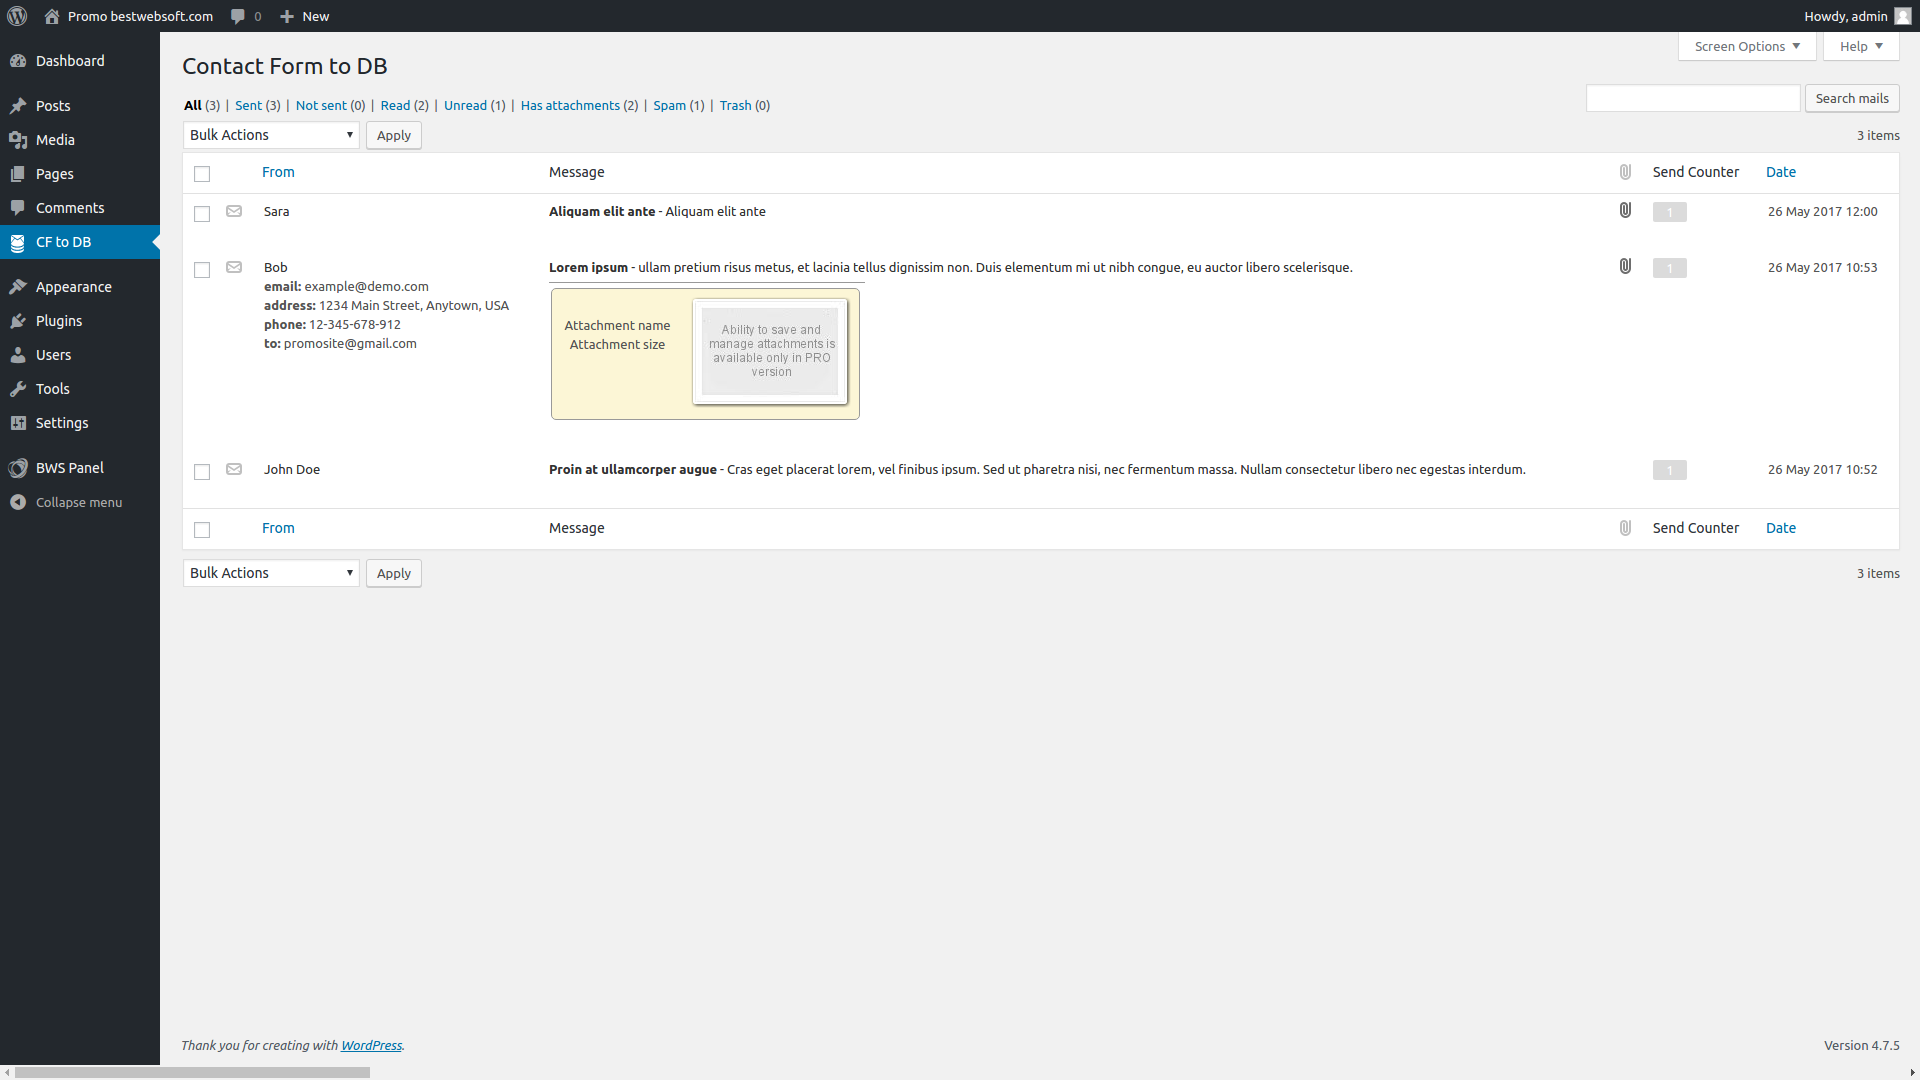 Promo bestwebsoft.com 0 New Howdy, admin
Screen Options Help
Dashboard
Posts
Media
Pages
Comments
CF to DB
Appearance
Plugins
Users
Tools
Settings
BWS Panel
Collapse menu
Contact Form to DB
All (3) | Sent (3) | Not sent (0) | Read (2) | Unread (1) | Has attachments (2) | Spam (1) | Trash (0)
Search mails
Bulk Actions Apply 3 items
From Message Send Counter Date
Sara Aliquam elit ante - Aliquam elit ante 1 26 May 2017 12:00
Bob Lorem ipsum - ullam pretium risus metus, et lacinia tellus dignissim non. Duis elementum mi ut nibh congue, eu auctor libero scelerisque. 1 26 May 2017 10:53
email: example@demo.com
address: 1234 Main Street, Anytown, USA
phone: 12-345-678-912
to: promosite@gmail.com
Attachment name
Attachment size
Ability to save and
manage attachments is
available only in PRO
version
John Doe Proin at ullamcorper augue - Cras eget placerat lorem, vel finibus ipsum. Sed ut pharetra nisi, nec fermentum massa. Nullam consectetur libero nec egestas interdum. 1 26 May 2017 10:52
From Message Send Counter Date
Bulk Actions Apply 3 items
Thank you for creating with WordPress. Version 4.7.5